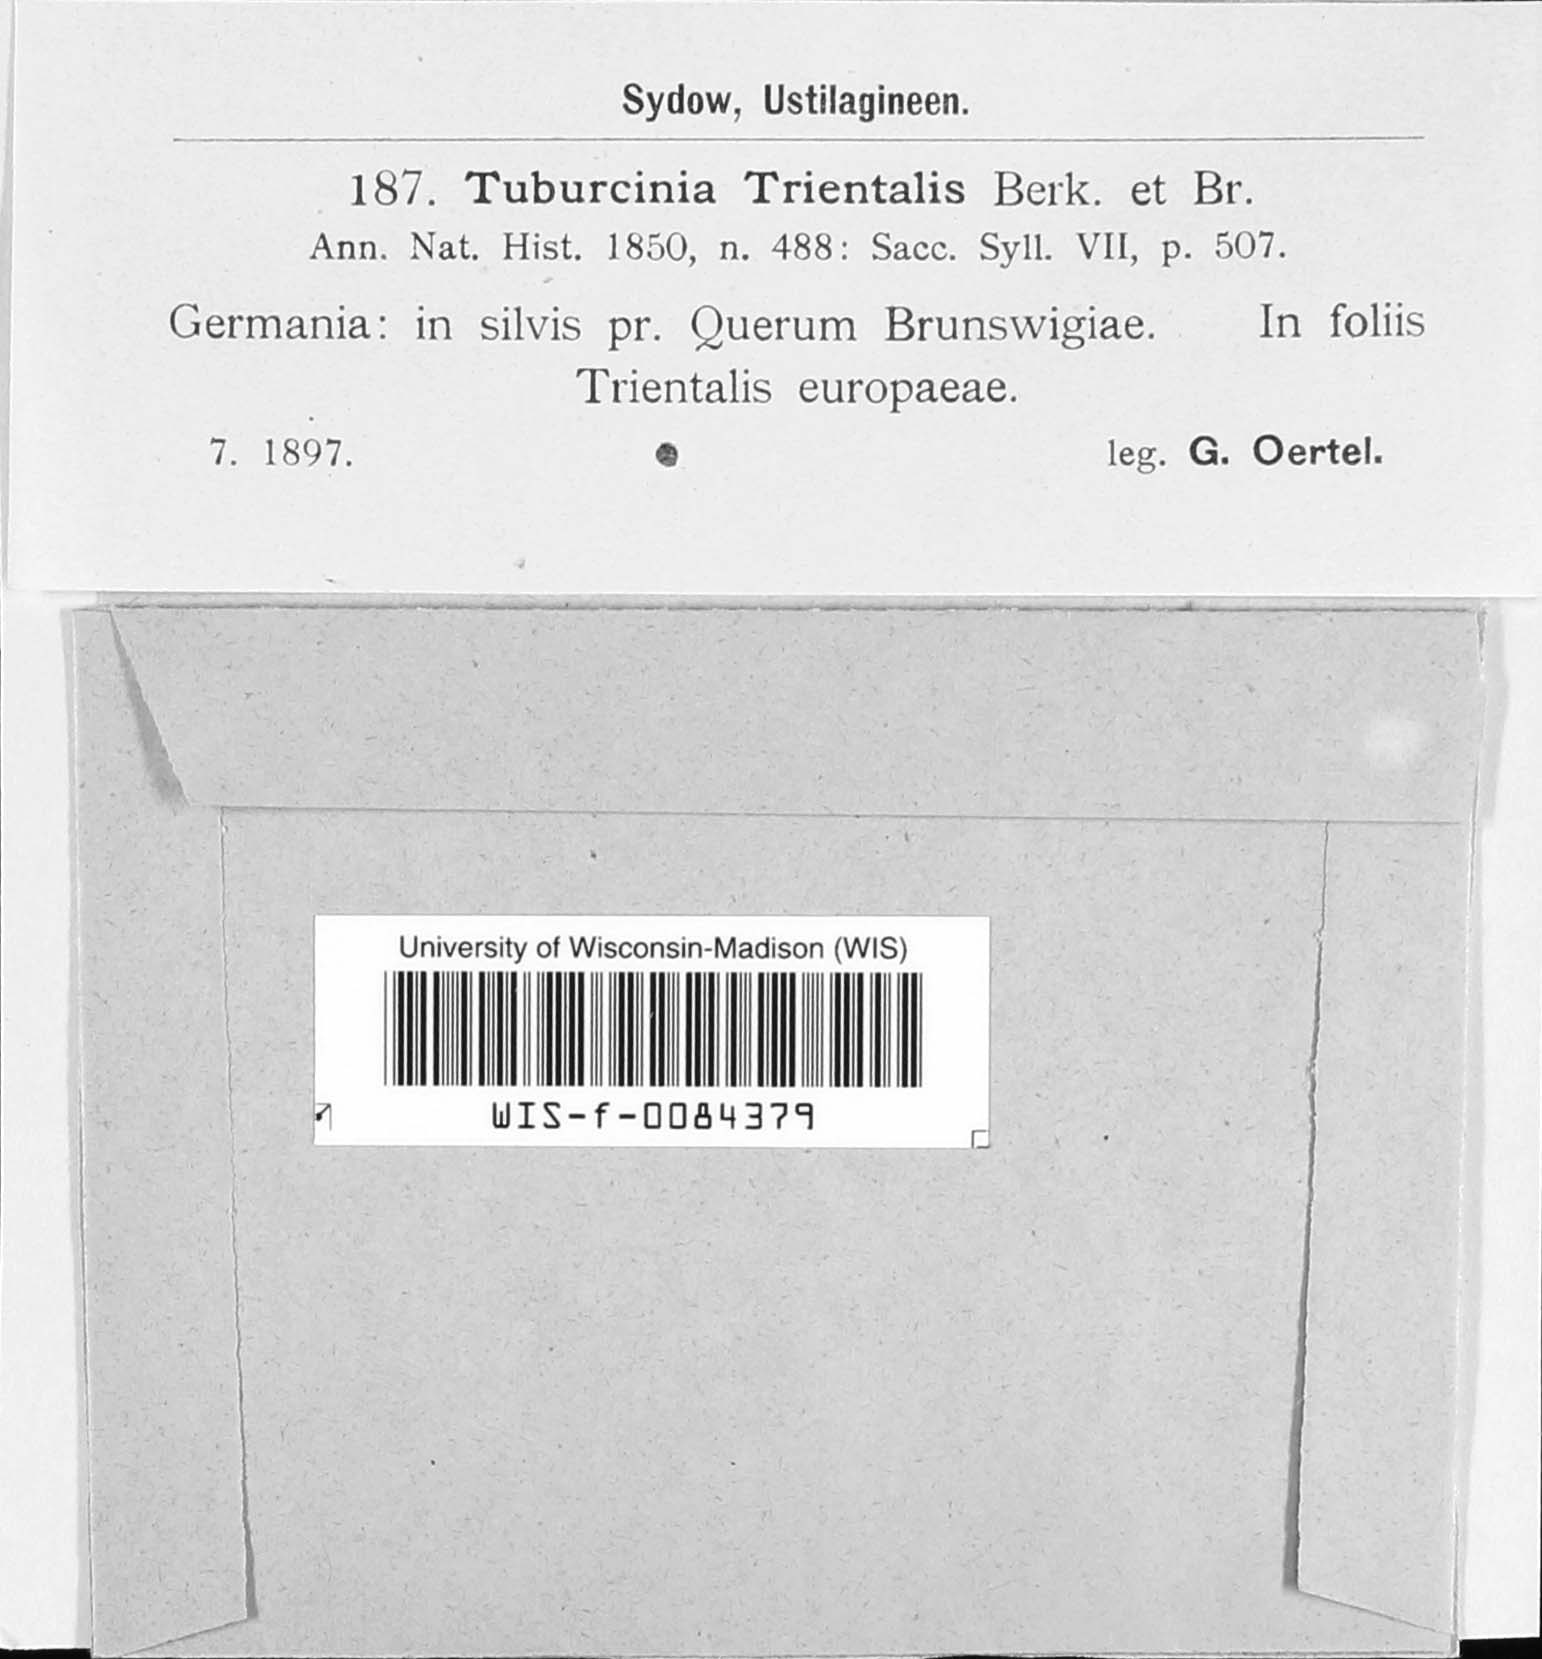 Sydow, Ustilagineen.
187. Tuburcinia Trientalis Berk. et Br.
Ann. Nat. Hist. 1850, n. 488: Sacc. Syll. VII, p. 507.
Germania: in silvis pr. Querum Brunswigiae. In foliis
Trientalis europaeae.
7. 1897. leg. G. Oertel.
University of Wisconsin-Madison (WIS)
WIS-f-0084379